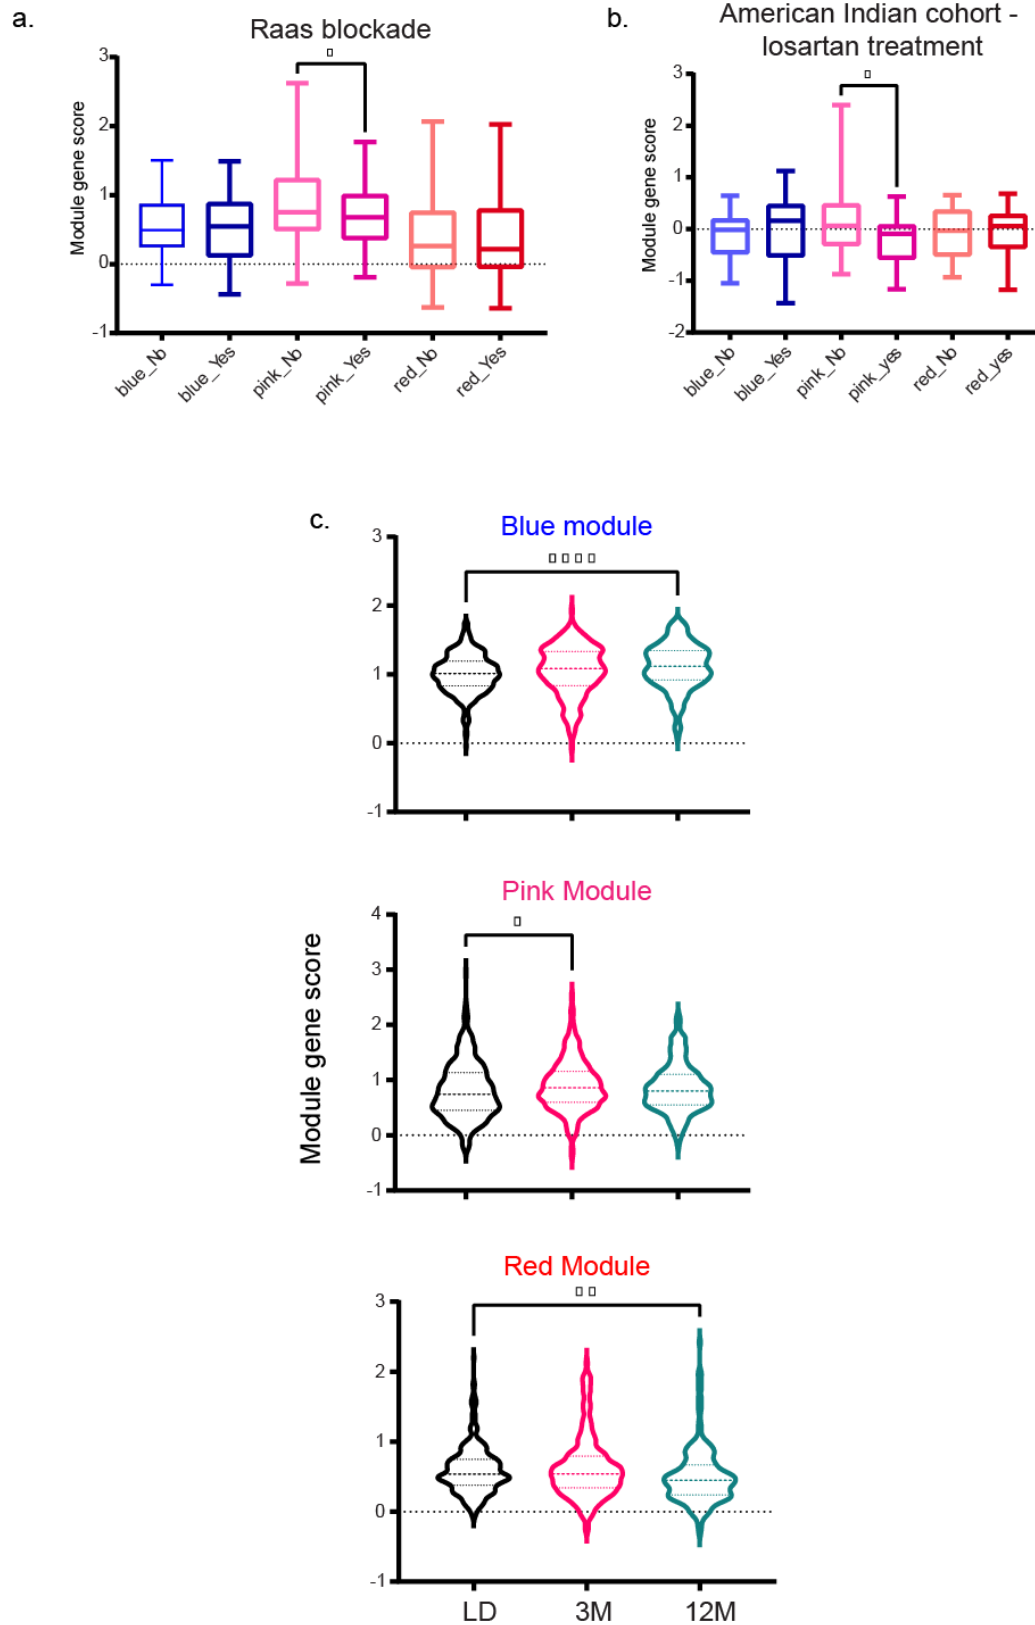 a.
Raas blockade
Module gene score
3
2
1
0
-1
blue_No
blue_Yes
pink_No
pink_Yes
red_No
red_Yes
b.
American Indian cohort -
losartan treatment
Module gene score
3
2
1
0
-1
-2
blue_No
blue_Yes
pink_No
pink_yes
red_No
red_yes
c.
Blue module
3
2
1
0
-1
Pink Module
Module gene score
4
3
2
1
0
-1
Red Module
3
2
1
0
-1
LD
3M
12M